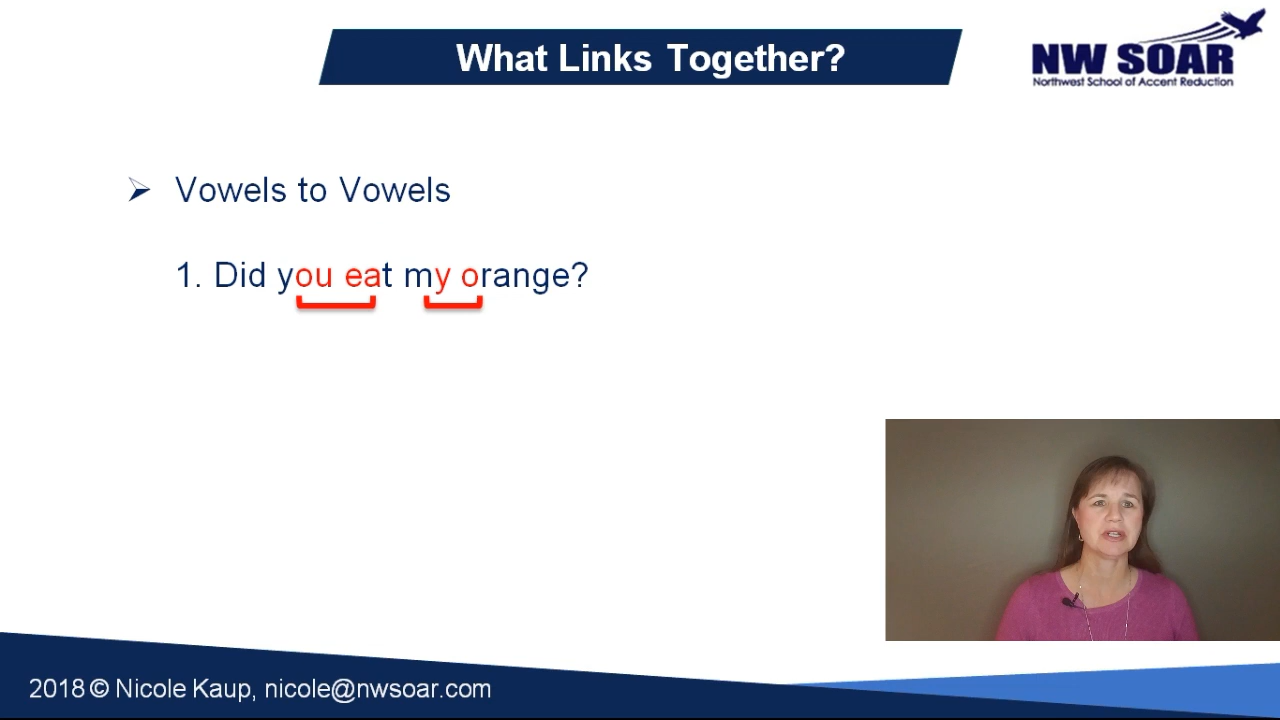 What Links Together?
NW SOAR
Northwest School of Accent Reduction
➢ Vowels to Vowels
1. Did you eat my orange?
2018 © Nicole Kaup, nicole@nwsoar.com